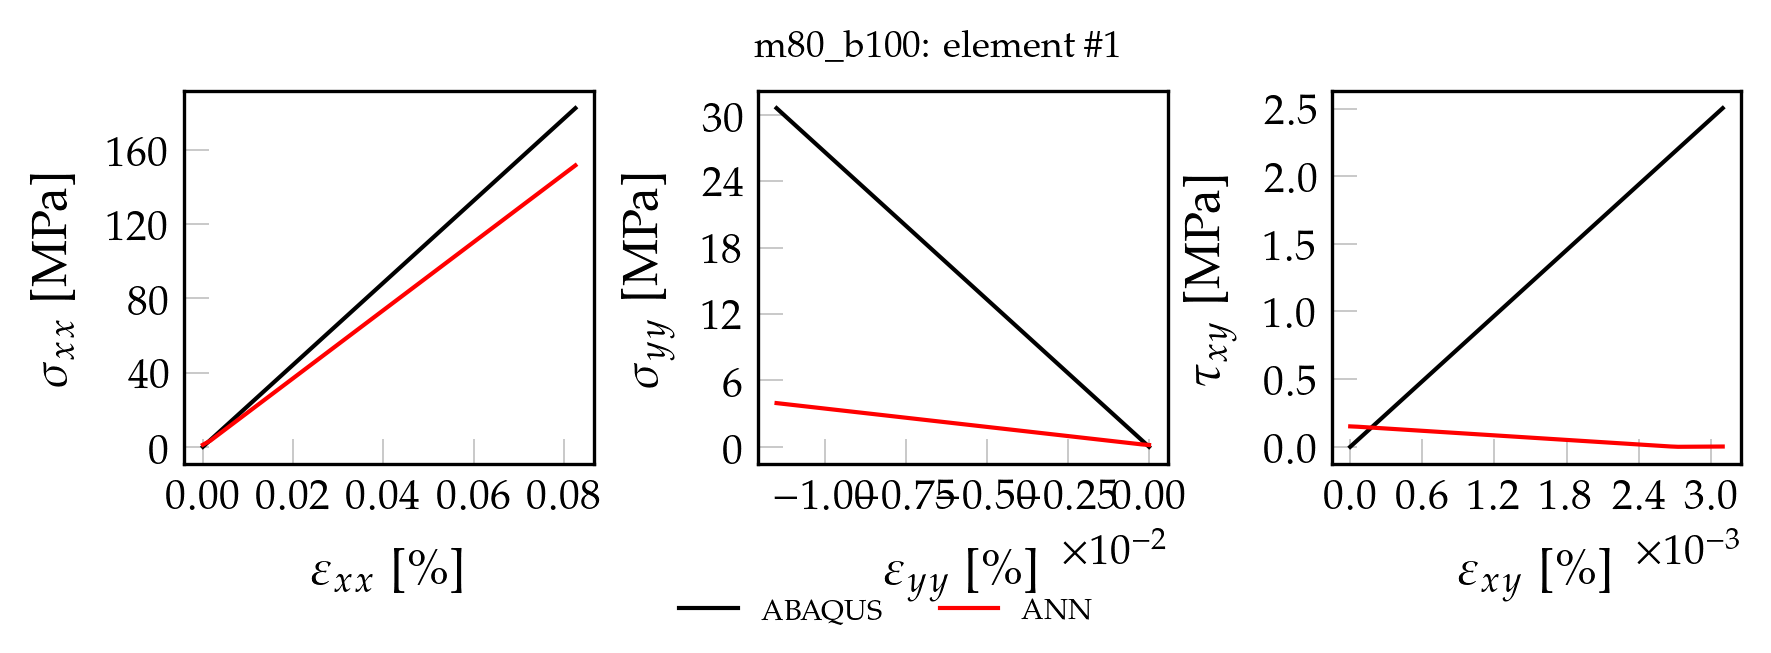 m80_b100: element #1
σxx [MPa]
160
120
80
40
0
0.00 0.02 0.04 0.06 0.08
εxx [%]
σyy [MPa]
30
24
18
12
6
0
−1.00 −0.75 −0.50 −0.25 0.00
×10−2
εyy [%]
τxy [MPa]
2.5
2.0
1.5
1.0
0.5
0.0
0.0 0.6 1.2 1.8 2.4 3.0
×10−3
εxy [%]
ABAQUS ANN